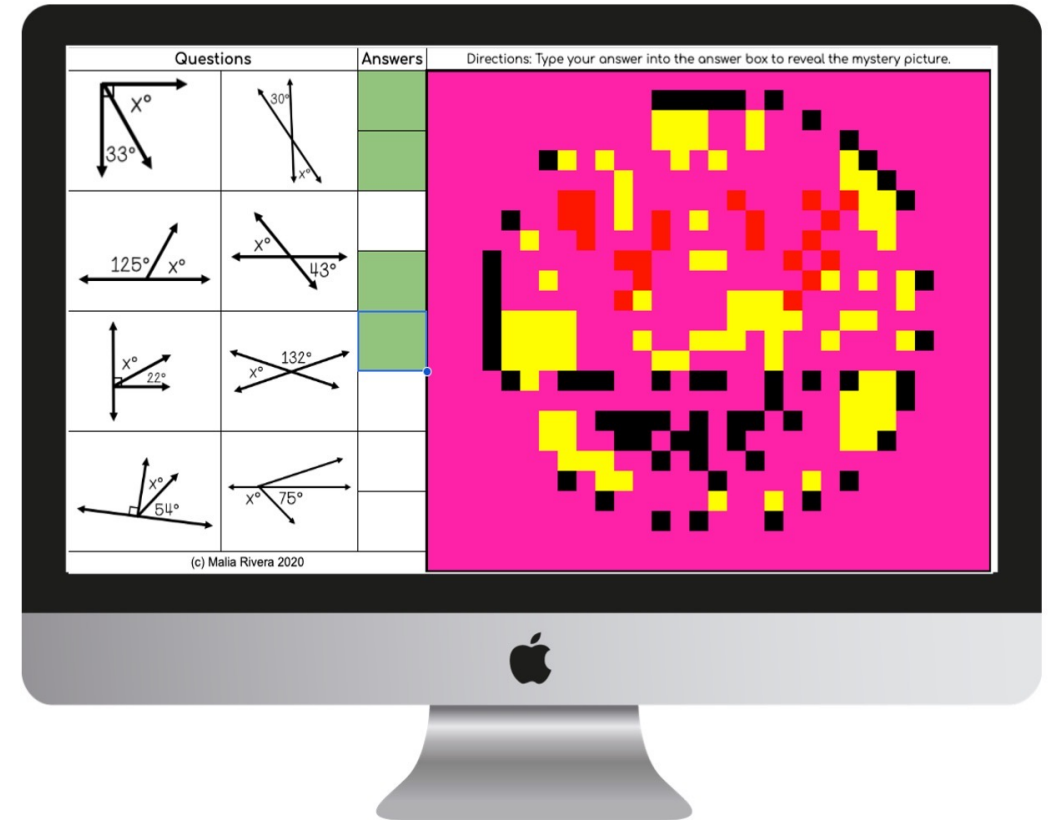 Questions
Answers
Directions: Type your answer into the answer box to reveal the mystery picture.
x°
33°
30°
x°
125° x°
x°
43°
x°
22°
132°
x°
x°
54°
x° 75°
(c) Malia Rivera 2020